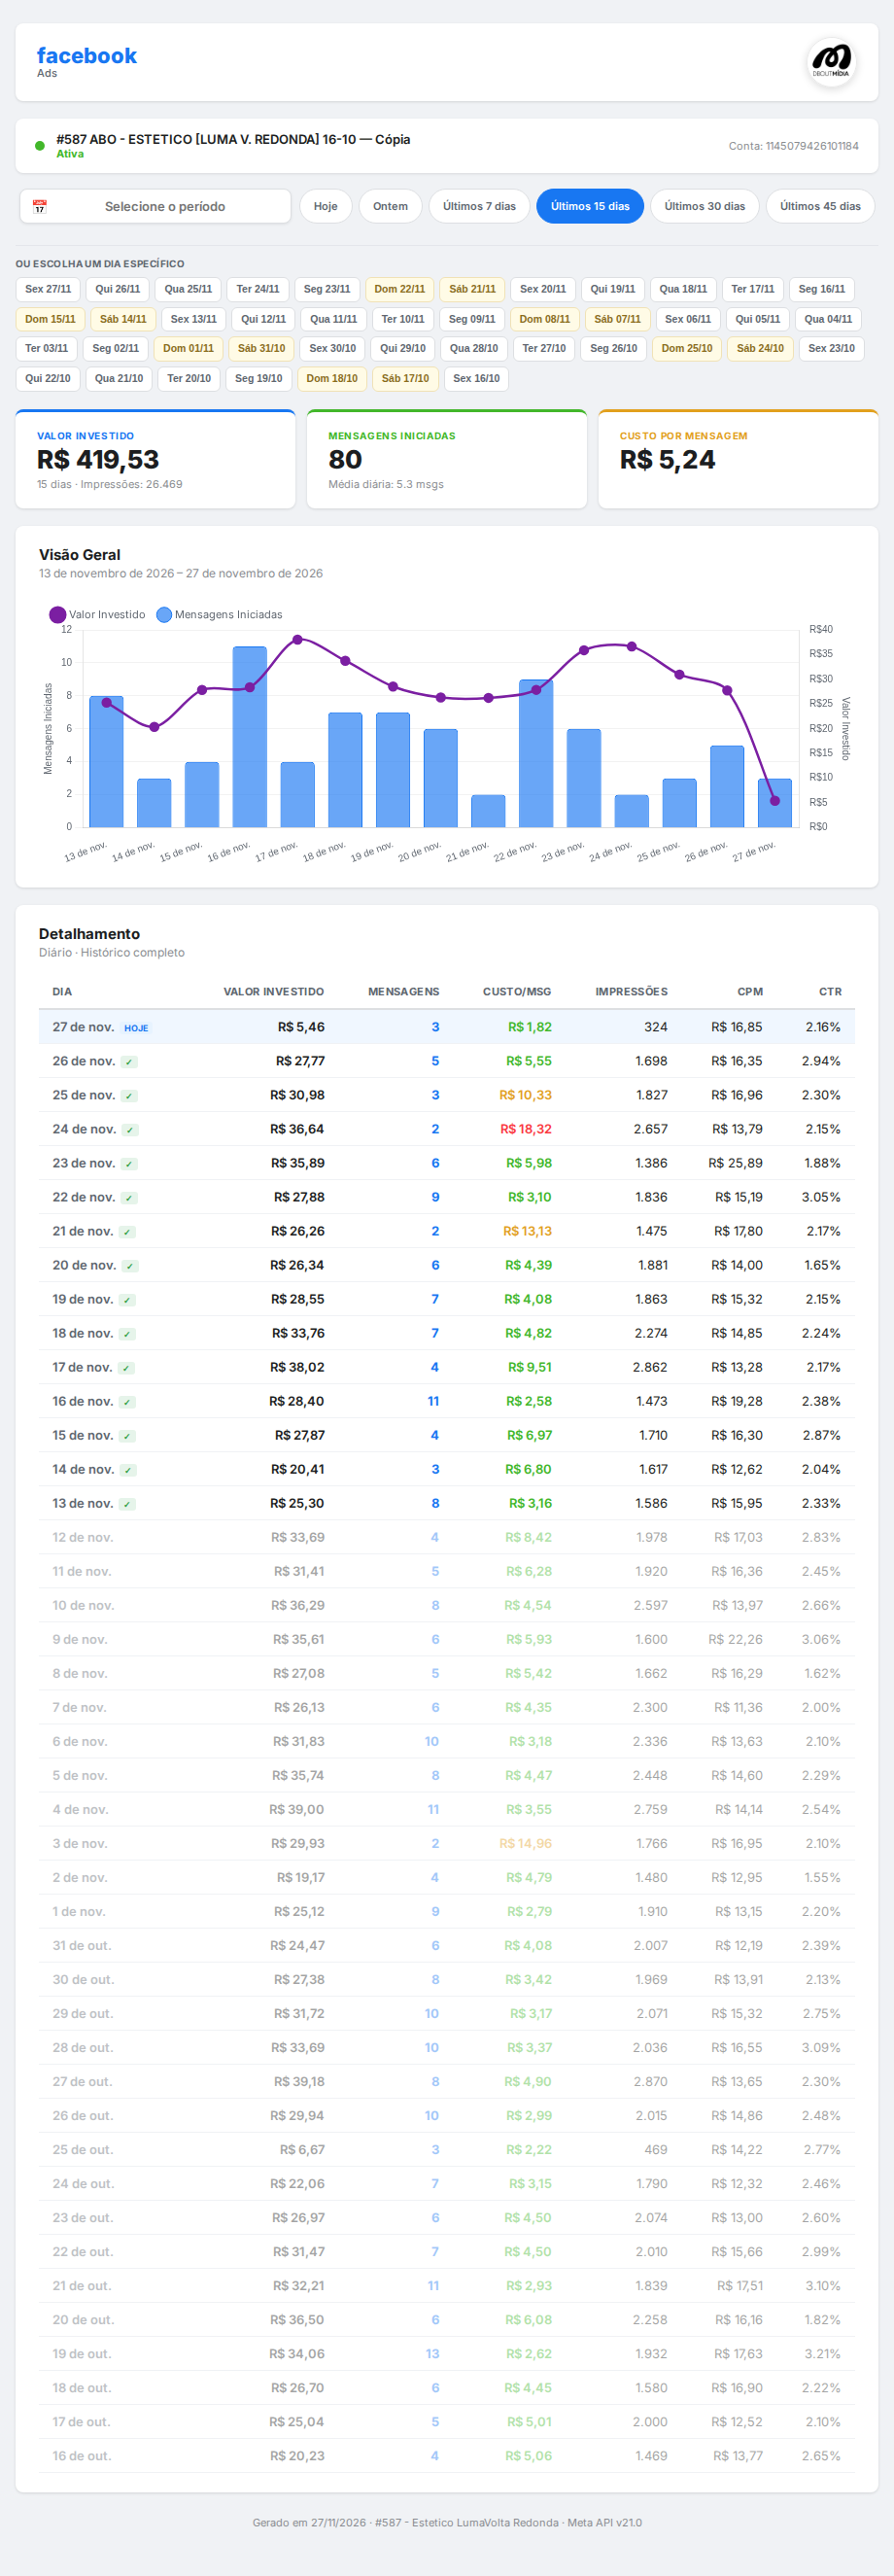 facebook
Ads
DBOUTMÍDIA
#587 ABO - ESTETICO [LUMA V. REDONDA] 16-10 — Cópia
Ativa
Conta: 1145079426101184
Selecione o período
Hoje
Ontem
Últimos 7 dias
Últimos 15 dias
Últimos 30 dias
Últimos 45 dias
OU ESCOLHA UM DIA ESPECÍFICO
Sex 27/11 Qui 26/11 Qua 25/11 Ter 24/11 Seg 23/11 Dom 22/11 Sáb 21/11 Sex 20/11 Qui 19/11 Qua 18/11 Ter 17/11 Seg 16/11
Dom 15/11 Sáb 14/11 Sex 13/11 Qui 12/11 Qua 11/11 Ter 10/11 Seg 09/11 Dom 08/11 Sáb 07/11 Sex 06/11 Qui 05/11 Qua 04/11
Ter 03/11 Seg 02/11 Dom 01/11 Sáb 31/10 Sex 30/10 Qui 29/10 Qua 28/10 Ter 27/10 Seg 26/10 Dom 25/10 Sáb 24/10 Sex 23/10
Qui 22/10 Qua 21/10 Ter 20/10 Seg 19/10 Dom 18/10 Sáb 17/10 Sex 16/10
VALOR INVESTIDO
R$ 419,53
15 dias · Impressões: 26.469
MENSAGENS INICIADAS
80
Média diária: 5.3 msgs
CUSTO POR MENSAGEM
R$ 5,24
Visão Geral
13 de novembro de 2026 – 27 de novembro de 2026
Valor Investido Mensagens Iniciadas
Mensagens Iniciadas
12
10
8
6
4
2
0
R$40
R$35
R$30
R$25
R$20
R$15
R$10
R$5
R$0
Valor Investido
13 de nov. 14 de nov. 15 de nov. 16 de nov. 17 de nov. 18 de nov. 19 de nov. 20 de nov. 21 de nov. 22 de nov. 23 de nov. 24 de nov. 25 de nov. 26 de nov. 27 de nov.
Detalhamento
Diário · Histórico completo
DIA VALOR INVESTIDO MENSAGENS CUSTO/MSG IMPRESSÕES CPM CTR
27 de nov. HOJE R$ 5,46 3 R$ 1,82 324 R$ 16,85 2.16%
26 de nov. ✓ R$ 27,77 5 R$ 5,55 1.698 R$ 16,35 2.94%
25 de nov. ✓ R$ 30,98 3 R$ 10,33 1.827 R$ 16,96 2.30%
24 de nov. ✓ R$ 36,64 2 R$ 18,32 2.657 R$ 13,79 2.15%
23 de nov. ✓ R$ 35,89 6 R$ 5,98 1.386 R$ 25,89 1.88%
22 de nov. ✓ R$ 27,88 9 R$ 3,10 1.836 R$ 15,19 3.05%
21 de nov. ✓ R$ 26,26 2 R$ 13,13 1.475 R$ 17,80 2.17%
20 de nov. ✓ R$ 26,34 6 R$ 4,39 1.881 R$ 14,00 1.65%
19 de nov. ✓ R$ 28,55 7 R$ 4,08 1.863 R$ 15,32 2.15%
18 de nov. ✓ R$ 33,76 7 R$ 4,82 2.274 R$ 14,85 2.24%
17 de nov. ✓ R$ 38,02 4 R$ 9,51 2.862 R$ 13,28 2.17%
16 de nov. ✓ R$ 28,40 11 R$ 2,58 1.473 R$ 19,28 2.38%
15 de nov. ✓ R$ 27,87 4 R$ 6,97 1.710 R$ 16,30 2.87%
14 de nov. ✓ R$ 20,41 3 R$ 6,80 1.617 R$ 12,62 2.04%
13 de nov. ✓ R$ 25,30 8 R$ 3,16 1.586 R$ 15,95 2.33%
12 de nov. R$ 33,69 4 R$ 8,42 1.978 R$ 17,03 2.83%
11 de nov. R$ 31,41 5 R$ 6,28 1.920 R$ 16,36 2.45%
10 de nov. R$ 36,29 8 R$ 4,54 2.597 R$ 13,97 2.66%
9 de nov. R$ 35,61 6 R$ 5,93 1.600 R$ 22,26 3.06%
8 de nov. R$ 27,08 5 R$ 5,42 1.662 R$ 16,29 1.62%
7 de nov. R$ 26,13 6 R$ 4,35 2.300 R$ 11,36 2.00%
6 de nov. R$ 31,83 10 R$ 3,18 2.336 R$ 13,63 2.10%
5 de nov. R$ 35,74 8 R$ 4,47 2.448 R$ 14,60 2.29%
4 de nov. R$ 39,00 11 R$ 3,55 2.759 R$ 14,14 2.54%
3 de nov. R$ 29,93 2 R$ 14,96 1.766 R$ 16,95 2.10%
2 de nov. R$ 19,17 4 R$ 4,79 1.480 R$ 12,95 1.55%
1 de nov. R$ 25,12 9 R$ 2,79 1.910 R$ 13,15 2.20%
31 de out. R$ 24,47 6 R$ 4,08 2.007 R$ 12,19 2.39%
30 de out. R$ 27,38 8 R$ 3,42 1.969 R$ 13,91 2.13%
29 de out. R$ 31,72 10 R$ 3,17 2.071 R$ 15,32 2.75%
28 de out. R$ 33,69 10 R$ 3,37 2.036 R$ 16,55 3.09%
27 de out. R$ 39,18 8 R$ 4,90 2.870 R$ 13,65 2.30%
26 de out. R$ 29,94 10 R$ 2,99 2.015 R$ 14,86 2.48%
25 de out. R$ 6,67 3 R$ 2,22 469 R$ 14,22 2.77%
24 de out. R$ 22,06 7 R$ 3,15 1.790 R$ 12,32 2.46%
23 de out. R$ 26,97 6 R$ 4,50 2.074 R$ 13,00 2.60%
22 de out. R$ 31,47 7 R$ 4,50 2.010 R$ 15,66 2.99%
21 de out. R$ 32,21 11 R$ 2,93 1.839 R$ 17,51 3.10%
20 de out. R$ 36,50 6 R$ 6,08 2.258 R$ 16,16 1.82%
19 de out. R$ 34,06 13 R$ 2,62 1.932 R$ 17,63 3.21%
18 de out. R$ 26,70 6 R$ 4,45 1.580 R$ 16,90 2.22%
17 de out. R$ 25,04 5 R$ 5,01 2.000 R$ 12,52 2.10%
16 de out. R$ 20,23 4 R$ 5,06 1.469 R$ 13,77 2.65%
Gerado em 27/11/2026 · #587 - Estetico LumaVolta Redonda · Meta API v21.0